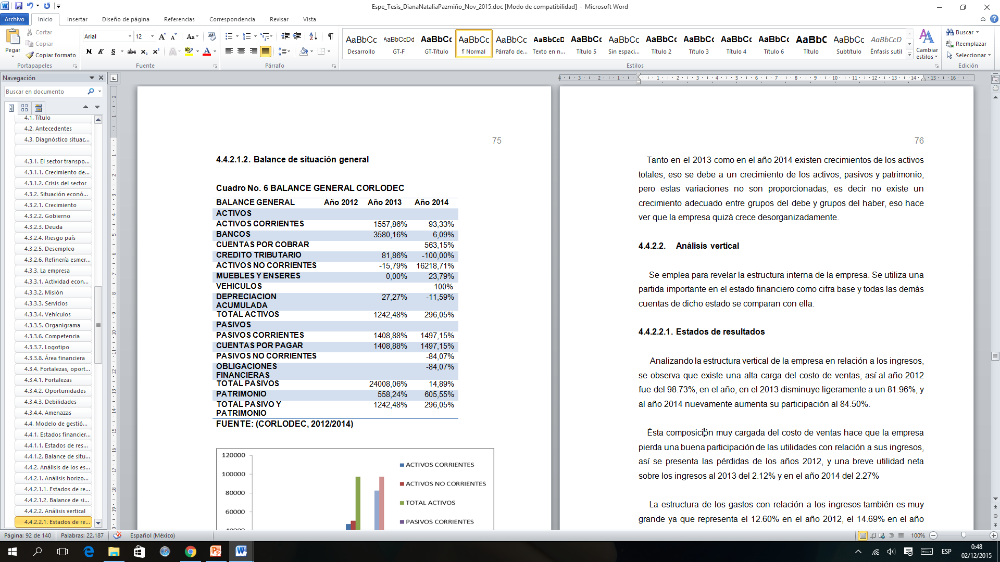 Espe_Tesis_DianaNataliaPazmiño_Nov_2015.doc [Modo de compatibilidad] - Microsoft Word
Archivo Inicio Insertar Diseño de página Referencias Correspondencia Revisar Vista
Pegar
Cortar
Copiar
Copiar formato
Portapapeles
Arial 12
N K S abc x₂ x² A ab A
Fuente
Párrafo
AaBbCc AaBbCcDd AaBbCc AaBbCc AaBbCc AaBbCcD AaBbCc AaBbCc AaBbCc AaBbCc AaBbCc AaBbCc AaBbC AaBbCc AaBbCcD
Desarrollo GT-F GT-Título ¶ Normal Párrafo de... Texto en n... Título 5 Sin espaci... Título 2 Título 3 Título 4 Título 6 Título Subtítulo Énfasis sutil
Estilos
Cambiar estilos
Buscar
Reemplazar
Seleccionar
Edición
Navegación
Buscar en documento
4.1. Título
4.2. Antecedentes
4.3. Diagnóstico situac...
4.3.1. El sector transpo...
4.3.1.1. Crecimiento de...
4.3.1.2. Crisis del sector
4.3.2. Situación econó...
4.3.2.1. Crecimiento
4.3.2.2. Gobierno
4.3.2.3. Deuda
4.3.2.4. Riesgo país
4.3.2.5. Desempleo
4.3.2.6. Refinería esmer...
4.3.3. La empresa
4.3.3.1. Actividad econ...
4.3.3.2. Misión
4.3.3.3. Servicios
4.3.3.4. Vehículos
4.3.3.5. Organigrama
4.3.3.6. Competencia
4.3.3.7. Logotipo
4.3.3.8. Área financiera
4.3.4. Fortalezas, oport...
4.3.4.1. Fortalezas
4.3.4.2. Oportunidades
4.3.4.3. Debilidades
4.3.4.4. Amenazas
4.4. Modelo de gestió...
4.4.1. Estados financier...
4.4.1.1. Estados de res...
4.4.1.2. Balance de situ...
4.4.2. Análisis de los es...
4.4.2.1. Análisis horizo...
4.4.2.1.1. Estados de re...
4.4.2.1.2. Balance de si...
4.4.2.2. Análisis vertical
4.4.2.2.1. Estados de re...
75
4.4.2.1.2. Balance de situación general
Cuadro No. 6 BALANCE GENERAL CORLODEC
BALANCE GENERAL Año 2012 Año 2013 Año 2014
ACTIVOS
ACTIVOS CORRIENTES 1557,86% 93,33%
BANCOS 3580,16% 6,09%
CUENTAS POR COBRAR 563,15%
CREDITO TRIBUTARIO 81,86% -100,00%
ACTIVOS NO CORRIENTES -15,79% 16218,71%
MUEBLES Y ENSERES 0,00% 23,79%
VEHICULOS 100%
DEPRECIACION 27,27% -11,59%
ACUMULADA
TOTAL ACTIVOS 1242,48% 296,05%
PASIVOS
PASIVOS CORRIENTES 1408,88% 1497,15%
CUENTAS POR PAGAR 1408,88% 1497,15%
PASIVOS NO CORRIENTES -84,07%
OBLIGACIONES -84,07%
FINANCIERAS
TOTAL PASIVOS 24008,06% 14,89%
PATRIMONIO 558,24% 605,55%
TOTAL PASIVO Y 1242,48% 296,05%
PATRIMONIO
FUENTE: (CORLODEC, 2012/2014)
120000
100000
80000
60000
40000
ACTIVOS CORRIENTES
ACTIVOS NO CORRIENTES
TOTAL ACTIVOS
PASIVOS CORRIENTES
76
Tanto en el 2013 como en el año 2014 existen crecimientos de los activos
totales, eso se debe a un crecimiento de los activos, pasivos y patrimonio,
pero estas variaciones no son proporcionadas, es decir no existe un
crecimiento adecuado entre grupos del debe y grupos del haber, eso hace
ver que la empresa quizá crece desorganizadamente.
4.4.2.2. Análisis vertical
Se emplea para revelar la estructura interna de la empresa. Se utiliza una
partida importante en el estado financiero como cifra base y todas las demás
cuentas de dicho estado se comparan con ella.
4.4.2.2.1. Estados de resultados
Analizando la estructura vertical de la empresa en relación a los ingresos,
se observa que existe una alta carga del costo de ventas, así al año 2012
fue del 98.73%, en el año, en el 2013 disminuye ligeramente a un 81.96%, y
al año 2014 nuevamente aumenta su participación al 84.50%.
Ésta composición muy cargada del costo de ventas hace que la empresa
pierda una buena participación de las utilidades con relación a sus ingresos,
así se presenta las pérdidas de los años 2012, y una breve utilidad neta
sobre los ingresos al 2013 del 2.12% y en el año 2014 del 2.27%
La estructura de los gastos con relación a los ingresos también es muy
grande ya que representa el 12.60% en el año 2012, el 14.69% en el año
Página: 92 de 140 Palabras: 22.187 Español (México) 100%
ESP
0:48
02/12/2015